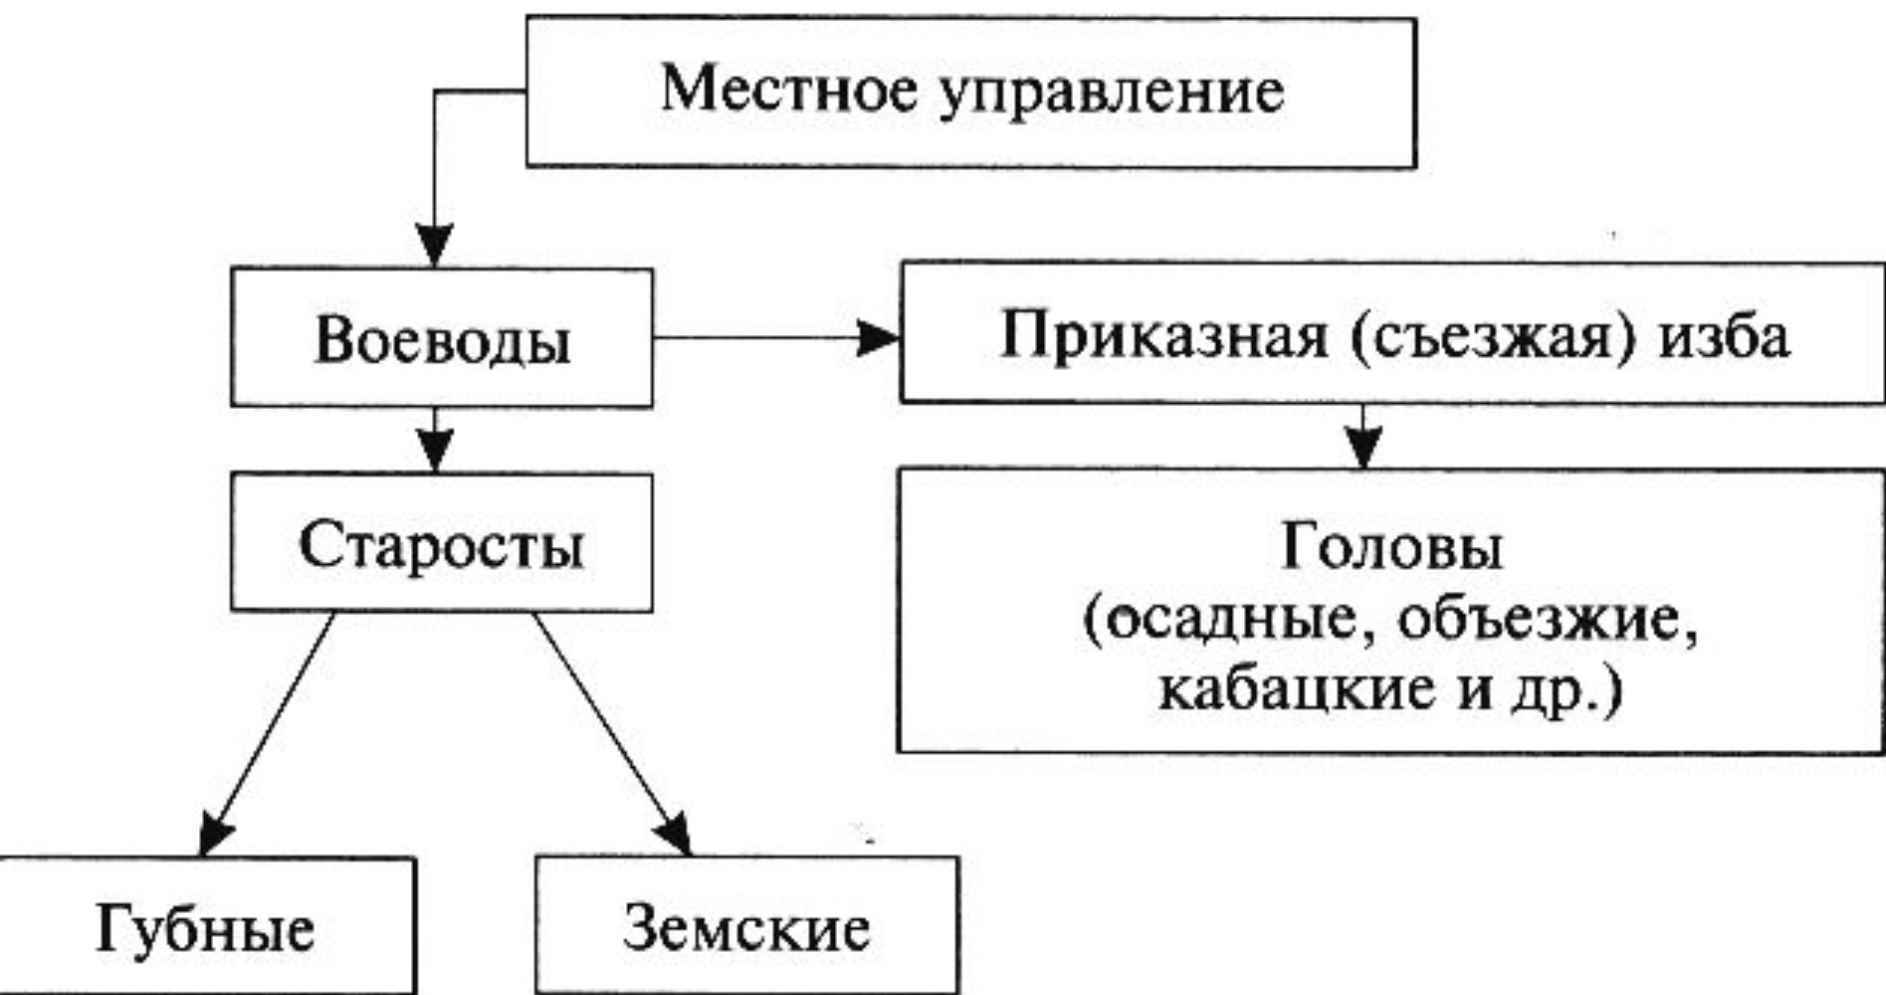 Местное управление
Воеводы
Приказная (съезжая) изба
Старосты
Головы
(осадные, объезжие,
кабацкие и др.)
Губные
Земские